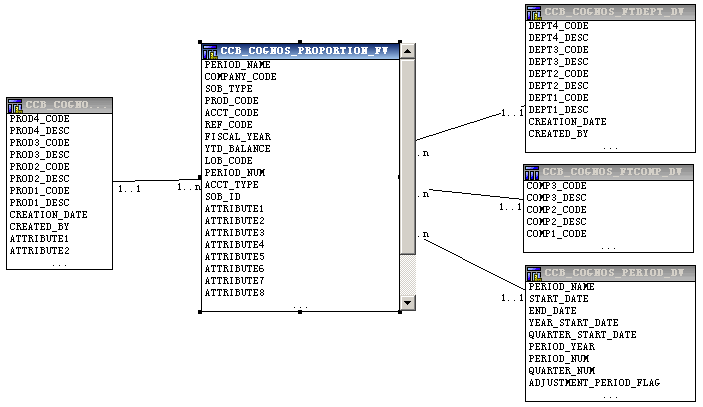 CCB_COGNO...
PROD4_CODE
PROD4_DESC
PROD3_CODE
PROD3_DESC
PROD2_CODE
PROD2_DESC
PROD1_CODE
PROD1_DESC
CREATION_DATE
CREATED_BY
ATTRIBUTE1
ATTRIBUTE2
...
1..1
1..n
CCB_COGNOS_PROPORTION_FV
PERIOD_NAME
COMPANY_CODE
SOB_TYPE
PROD_CODE
ACCT_CODE
REF_CODE
FISCAL_YEAR
YTD_BALANCE
LOB_CODE
PERIOD_NUM
ACCT_TYPE
SOB_ID
ATTRIBUTE1
ATTRIBUTE2
ATTRIBUTE3
ATTRIBUTE4
ATTRIBUTE5
ATTRIBUTE6
ATTRIBUTE7
ATTRIBUTE8
...
.n
1..1
CCB_COGNOS_FTDEPT_DV
DEPT4_CODE
DEPT4_DESC
DEPT3_CODE
DEPT3_DESC
DEPT2_CODE
DEPT2_DESC
DEPT1_CODE
DEPT1_DESC
CREATION_DATE
CREATED_BY
...
.n
1..1
CCB_COGNOS_FTCOMP_DV
COMP3_CODE
COMP3_DESC
COMP2_CODE
COMP2_DESC
COMP1_CODE
...
.n
1..1
CCB_COGNOS_PERIOD_DV
PERIOD_NAME
START_DATE
END_DATE
YEAR_START_DATE
QUARTER_START_DATE
PERIOD_YEAR
PERIOD_NUM
QUARTER_NUM
ADJUSTMENT_PERIOD_FLAG
...